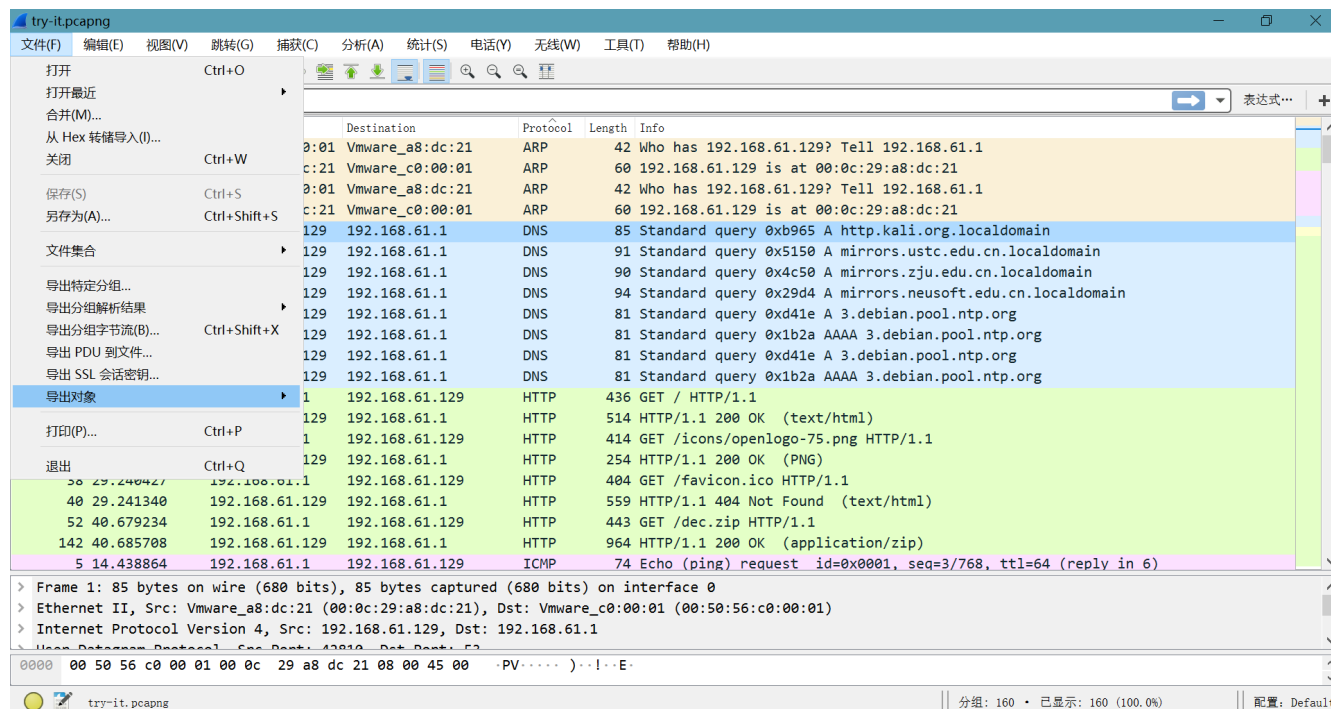 try-it.pcapng
文件(F) 编辑(E) 视图(V) 跳转(G) 捕获(C) 分析(A) 统计(S) 电话(Y) 无线(W) 工具(T) 帮助(H)
打开 Ctrl+O
打开最近
合并(M)...
从 Hex 转储导入(I)...
关闭 Ctrl+W
保存(S) Ctrl+S
另存为(A)... Ctrl+Shift+S
文件集合
导出特定分组...
导出分组解析结果
导出分组字节流(B)... Ctrl+Shift+X
导出 PDU 到文件...
导出 SSL 会话密钥...
导出对象
打印(P)... Ctrl+P
退出 Ctrl+Q
表达式… +
Destination Protocol Length Info
0:01 Vmware_a8:dc:21 ARP 42 Who has 192.168.61.129? Tell 192.168.61.1
c:21 Vmware_c0:00:01 ARP 60 192.168.61.129 is at 00:0c:29:a8:dc:21
0:01 Vmware_a8:dc:21 ARP 42 Who has 192.168.61.129? Tell 192.168.61.1
c:21 Vmware_c0:00:01 ARP 60 192.168.61.129 is at 00:0c:29:a8:dc:21
129 192.168.61.1 DNS 85 Standard query 0xb965 A http.kali.org.localdomain
129 192.168.61.1 DNS 91 Standard query 0x5150 A mirrors.ustc.edu.cn.localdomain
129 192.168.61.1 DNS 90 Standard query 0x4c50 A mirrors.zju.edu.cn.localdomain
129 192.168.61.1 DNS 94 Standard query 0x29d4 A mirrors.neusoft.edu.cn.localdomain
129 192.168.61.1 DNS 81 Standard query 0xd41e A 3.debian.pool.ntp.org
129 192.168.61.1 DNS 81 Standard query 0x1b2a AAAA 3.debian.pool.ntp.org
129 192.168.61.1 DNS 81 Standard query 0xd41e A 3.debian.pool.ntp.org
129 192.168.61.1 DNS 81 Standard query 0x1b2a AAAA 3.debian.pool.ntp.org
1 192.168.61.129 HTTP 436 GET / HTTP/1.1
129 192.168.61.1 HTTP 514 HTTP/1.1 200 OK (text/html)
1 192.168.61.129 HTTP 414 GET /icons/openlogo-75.png HTTP/1.1
129 192.168.61.1 HTTP 254 HTTP/1.1 200 OK (PNG)
38 29.240427 192.168.61.1 192.168.61.129 HTTP 404 GET /favicon.ico HTTP/1.1
40 29.241340 192.168.61.129 192.168.61.1 HTTP 559 HTTP/1.1 404 Not Found (text/html)
52 40.679234 192.168.61.1 192.168.61.129 HTTP 443 GET /dec.zip HTTP/1.1
142 40.685708 192.168.61.129 192.168.61.1 HTTP 964 HTTP/1.1 200 OK (application/zip)
5 14.438864 192.168.61.1 192.168.61.129 ICMP 74 Echo (ping) request id=0x0001, seq=3/768, ttl=64 (reply in 6)
Frame 1: 85 bytes on wire (680 bits), 85 bytes captured (680 bits) on interface 0
Ethernet II, Src: Vmware_a8:dc:21 (00:0c:29:a8:dc:21), Dst: Vmware_c0:00:01 (00:50:56:c0:00:01)
Internet Protocol Version 4, Src: 192.168.61.129, Dst: 192.168.61.1
User Datagram Protocol, Src Port: 42810, Dst Port: 53
0000 00 50 56 c0 00 01 00 0c 29 a8 dc 21 08 00 45 00 ·PV····· )··!··E·
try-it.pcapng 分组: 160 · 已显示: 160 (100.0%) 配置: Default